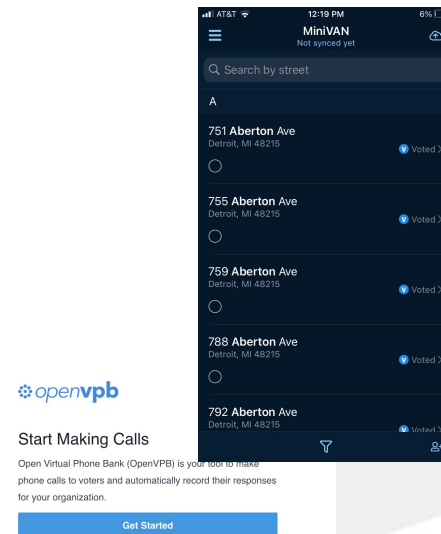 AT&T
12:19 PM
6%
MiniVAN
Not synced yet
Search by street
A
751 Aberton Ave
Detroit, MI 48215
V Voted
755 Aberton Ave
Detroit, MI 48215
V Voted
759 Aberton Ave
Detroit, MI 48215
V Voted
788 Aberton Ave
Detroit, MI 48215
V Voted
792 Aberton Ave
Detroit, MI 48215
V Voted
openvpb
Start Making Calls
Open Virtual Phone Bank (OpenVPB) is your tool to make
phone calls to voters and automatically record their responses
for your organization.
Get Started